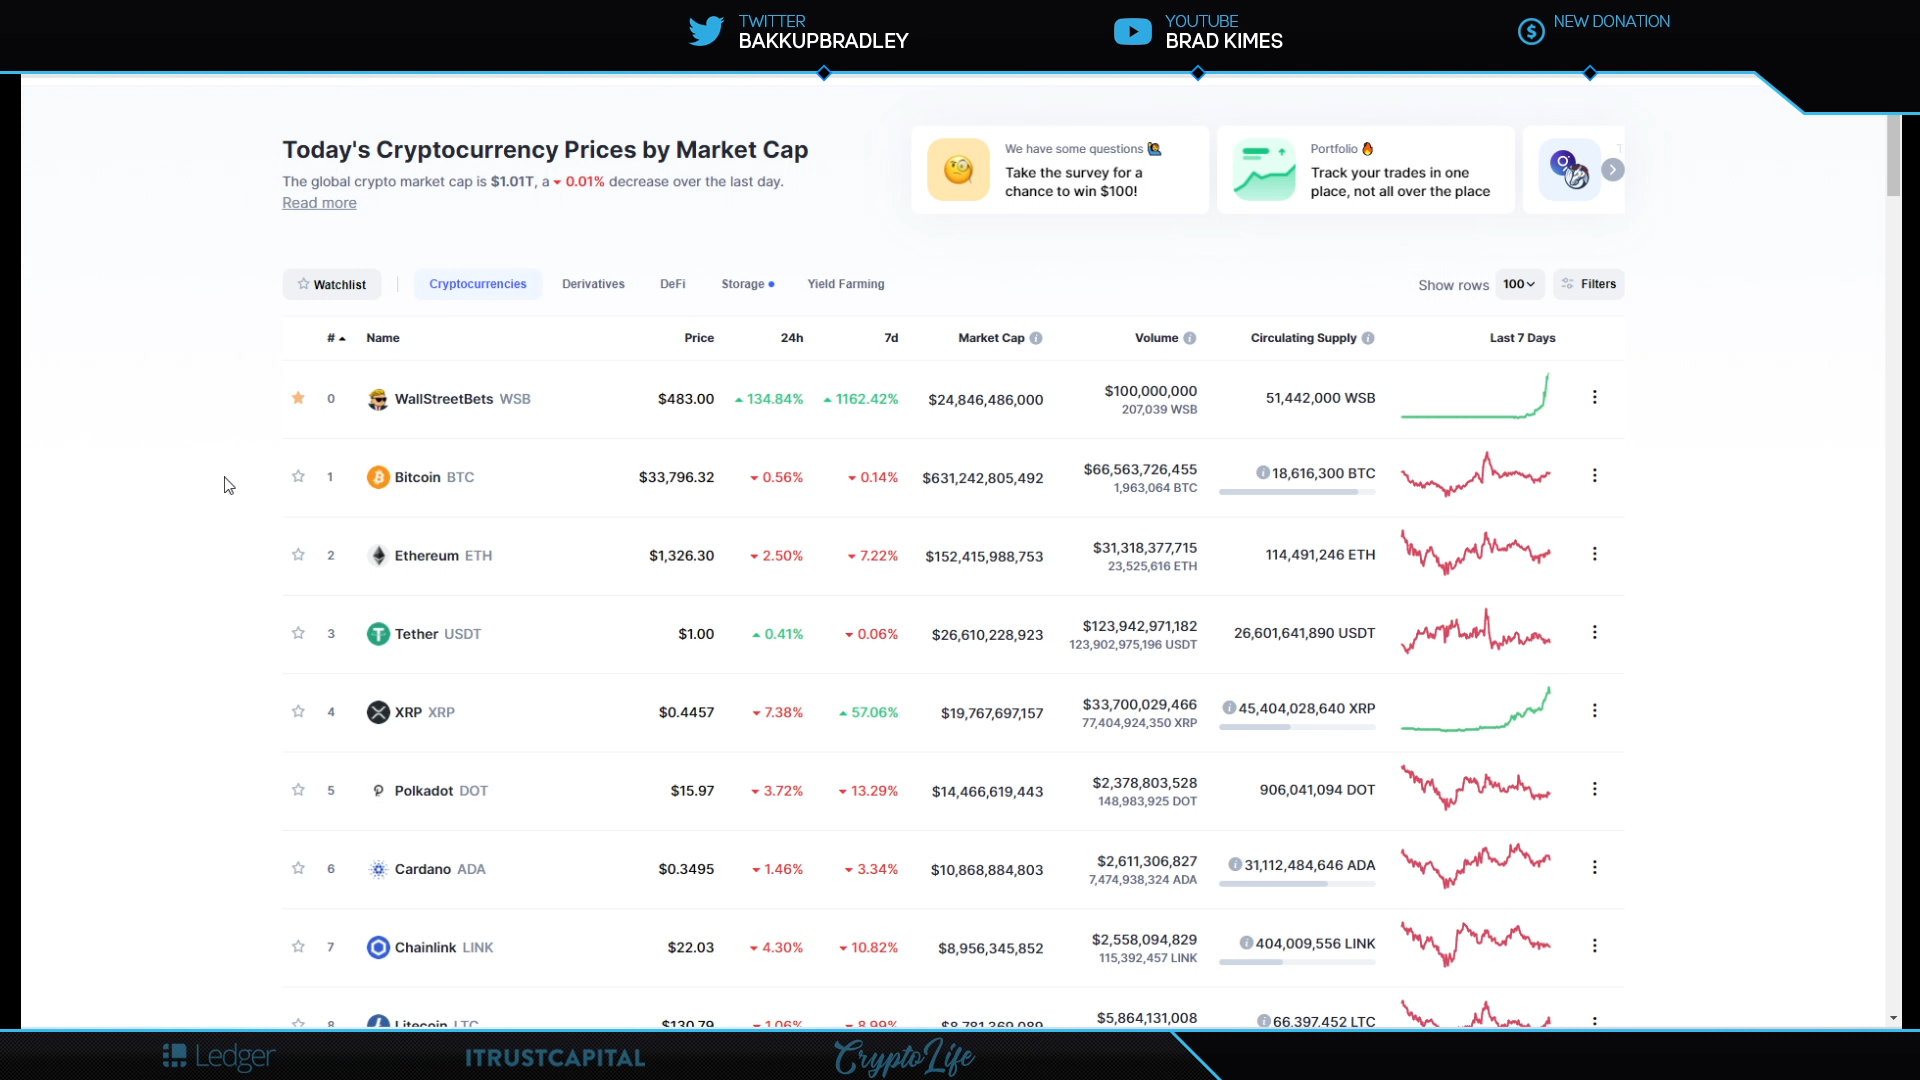 TWITTER
BAKKUPBRADLEY
YOUTUBE
BRAD KIMES
NEW DONATION
Today's Cryptocurrency Prices by Market Cap
The global crypto market cap is $1.01T, a 0.01% decrease over the last day.
Read more
We have some questions
Take the survey for a
chance to win $100!
Portfolio
Track your trades in one
place, not all over the place
Watchlist Cryptocurrencies Derivatives DeFi Storage Yield Farming Show rows 100 Filters
# Name Price 24h 7d Market Cap Volume Circulating Supply Last 7 Days
0 WallStreetBets WSB $483.00 134.84% 1162.42% $24,846,486,000 $100,000,000 51,442,000 WSB
207,039 WSB
1 Bitcoin BTC $33,796.32 0.56% 0.14% $631,242,805,492 $66,563,726,455 18,616,300 BTC
1,963,064 BTC
2 Ethereum ETH $1,326.30 2.50% 7.22% $152,415,988,753 $31,318,377,715 114,491,246 ETH
23,525,616 ETH
3 Tether USDT $1.00 0.41% 0.06% $26,610,228,923 $123,942,971,182 26,601,641,890 USDT
123,902,975,196 USDT
4 XRP XRP $0.4457 7.38% 57.06% $19,767,697,157 $33,700,029,466 45,404,028,640 XRP
77,404,924,350 XRP
5 Polkadot DOT $15.97 3.72% 13.29% $14,466,619,443 $2,378,803,528 906,041,094 DOT
148,983,925 DOT
6 Cardano ADA $0.3495 1.46% 3.34% $10,868,884,803 $2,611,306,827 31,112,484,646 ADA
7,474,938,324 ADA
7 Chainlink LINK $22.03 4.30% 10.82% $8,956,345,852 $2,558,094,829 404,009,556 LINK
115,392,457 LINK
8 Litecoin LTC $130.79 1.06% 8.99% $8,781,369,089 $5,864,131,008 66,397,452 LTC
Ledger
ITRUSTCAPITAL
CryptoLife